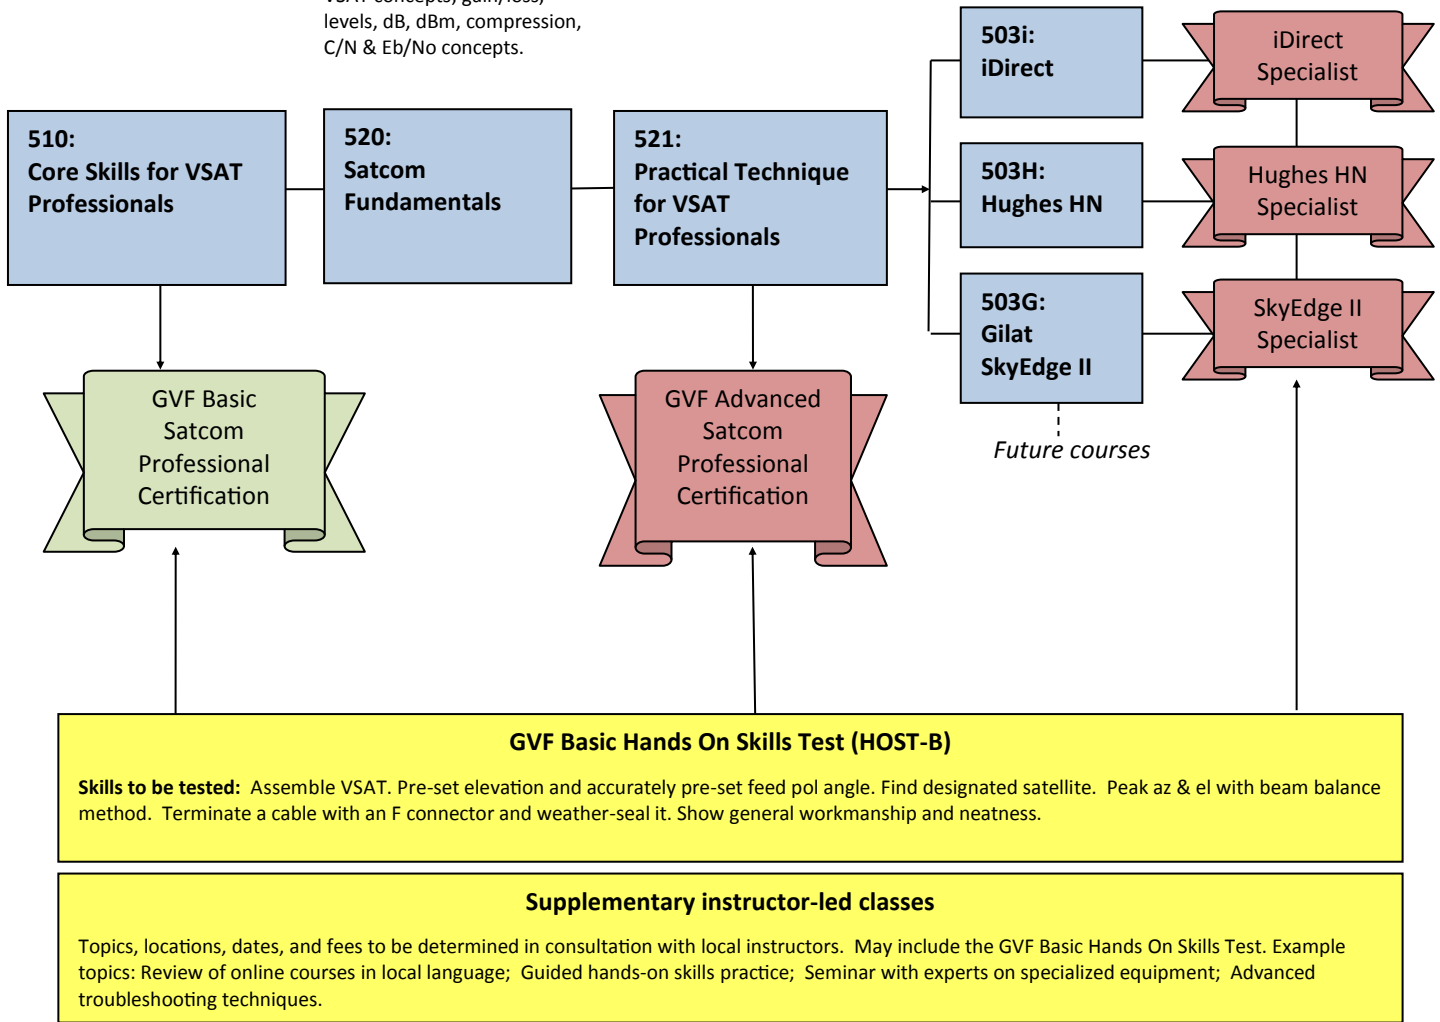 VSAT concepts, gain/loss,
levels, dB, dBm, compression,
C/N & Eb/No concepts.
510:
Core Skills for VSAT
Professionals
520:
Satcom
Fundamentals
521:
Practical Technique
for VSAT
Professionals
503i:
iDirect
iDirect
Specialist
503H:
Hughes HN
Hughes HN
Specialist
503G:
Gilat
SkyEdge II
SkyEdge II
Specialist
Future courses
GVF Basic
Satcom
Professional
Certification
GVF Advanced
Satcom
Professional
Certification
GVF Basic Hands On Skills Test (HOST-B)
Skills to be tested: Assemble VSAT. Pre-set elevation and accurately pre-set feed pol angle. Find designated satellite. Peak az & el with beam balance
method. Terminate a cable with an F connector and weather-seal it. Show general workmanship and neatness.
Supplementary instructor-led classes
Topics, locations, dates, and fees to be determined in consultation with local instructors. May include the GVF Basic Hands On Skills Test. Example
topics: Review of online courses in local language; Guided hands-on skills practice; Seminar with experts on specialized equipment; Advanced
troubleshooting techniques.